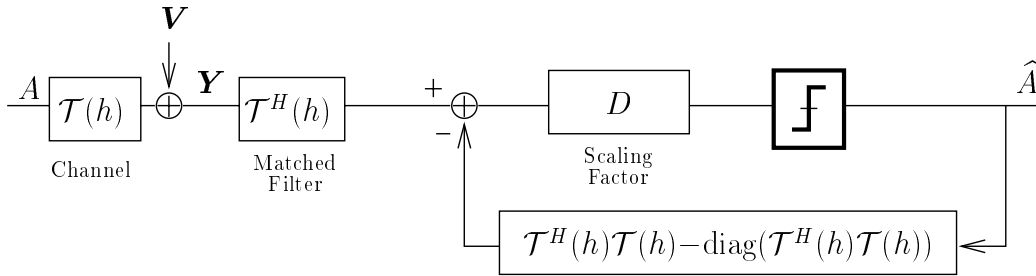 V
A
𝒯(h)
Y
𝒯^H(h)
+
−
D
Â
Channel
Matched
Filter
Scaling
Factor
𝒯^H(h)𝒯(h)−diag(𝒯^H(h)𝒯(h))